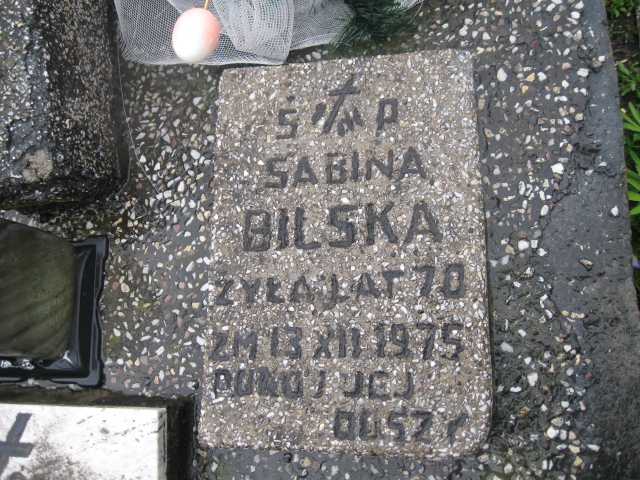 Ś P
SABINA
BILSKA
ŻYŁA LAT 70
ZM 13 XII 1975
POKÓJ JEJ
DUSZY